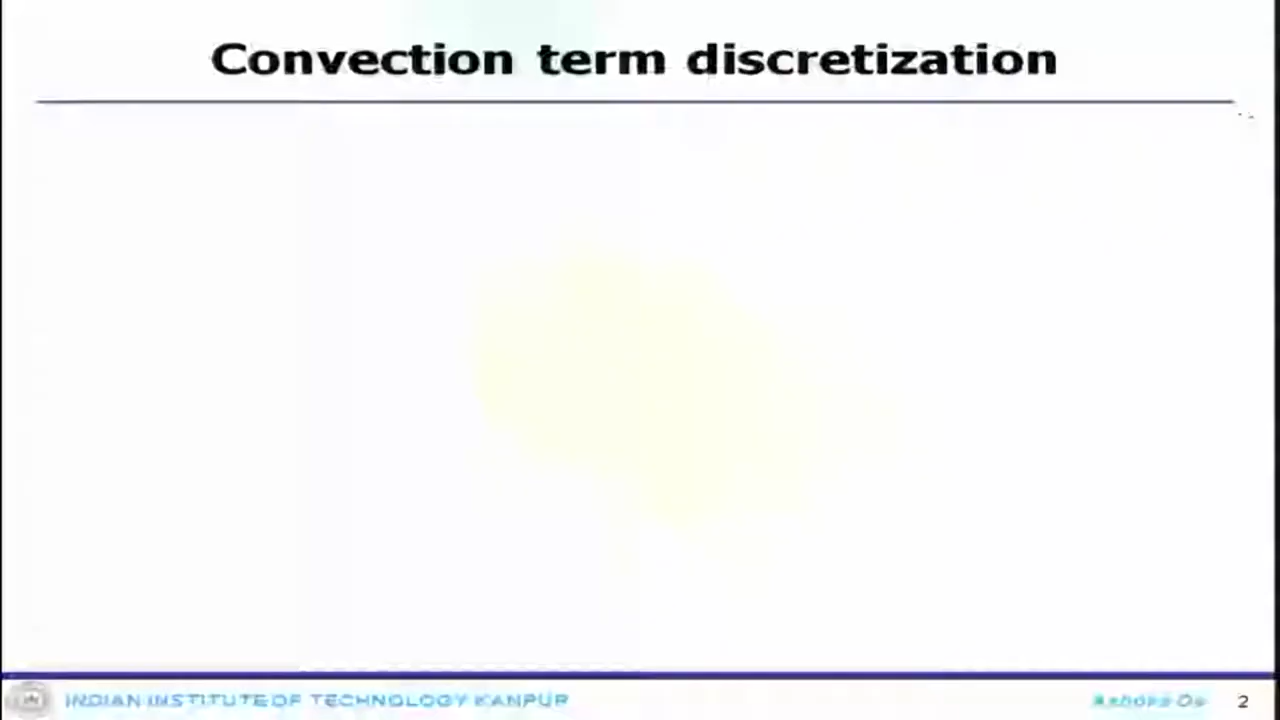 Convection term discretization
INDIAN INSTITUTE OF TECHNOLOGY KANPUR
2